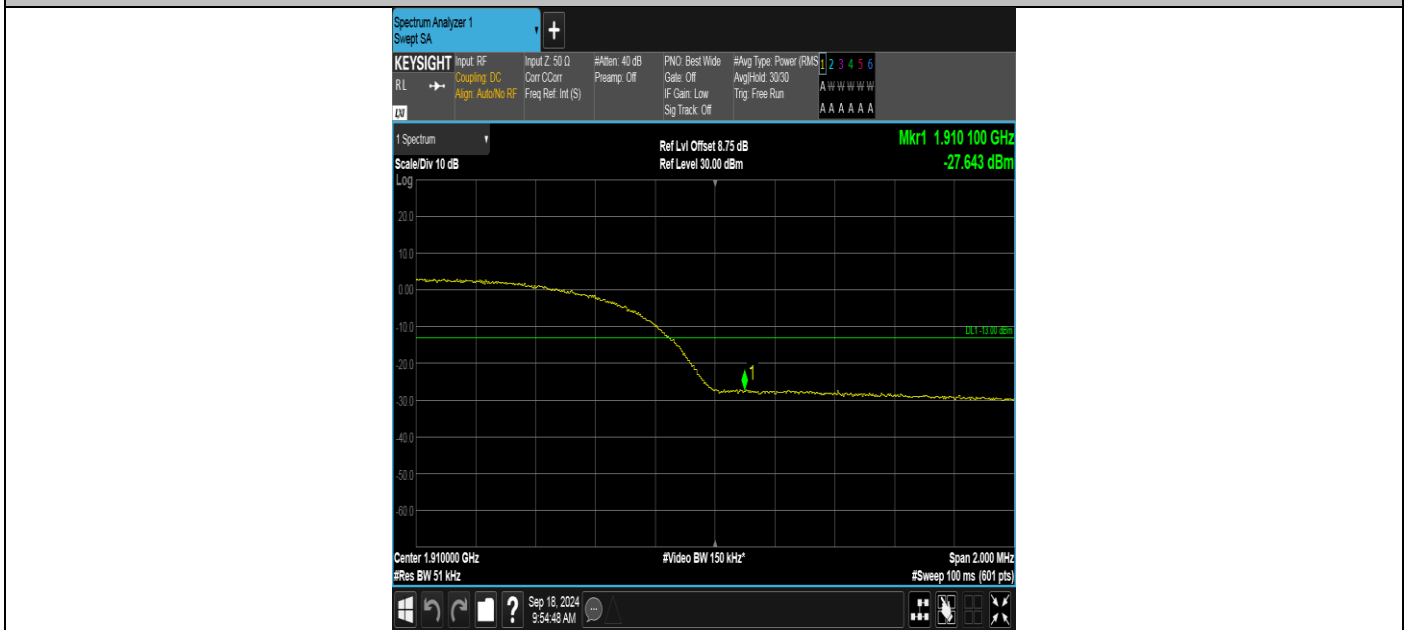 Spectrum Analyzer 1
Swept SA
+
KEYSIGHT
RL
LXI
Input: RF
Coupling: DC
Align: Auto/No RF
Input Z: 50 Ω
Corr CCorr
Freq Ref: Int (S)
#Atten: 40 dB
Preamp: Off
PNO: Best Wide
Gate: Off
IF Gain: Low
Sig Track: Off
#Avg Type: Power (RMS
Avg|Hold: 30/30
Trig: Free Run
1 2 3 4 5 6
A W W W W W
A A A A A A
1 Spectrum
Scale/Div 10 dB
Log
Ref Lvl Offset 8.75 dB
Ref Level 30.00 dBm
Mkr1 1.910 100 GHz
-27.643 dBm
20.0
10.0
0.00
-10.0
-20.0
-30.0
-40.0
-50.0
-60.0
DL1 -13.00 dBm
1
Center 1.910000 GHz
#Res BW 51 kHz
#Video BW 150 kHz*
Span 2.000 MHz
#Sweep 100 ms (601 pts)
?
Sep 18, 2024
9:54:48 AM